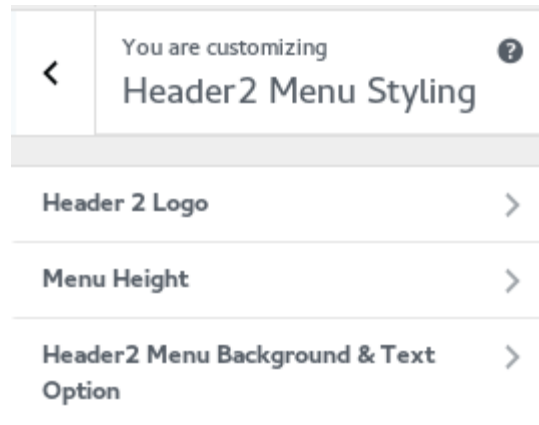 You are customizing
Header2 Menu Styling
Header 2 Logo
Menu Height
Header2 Menu Background & Text
Option